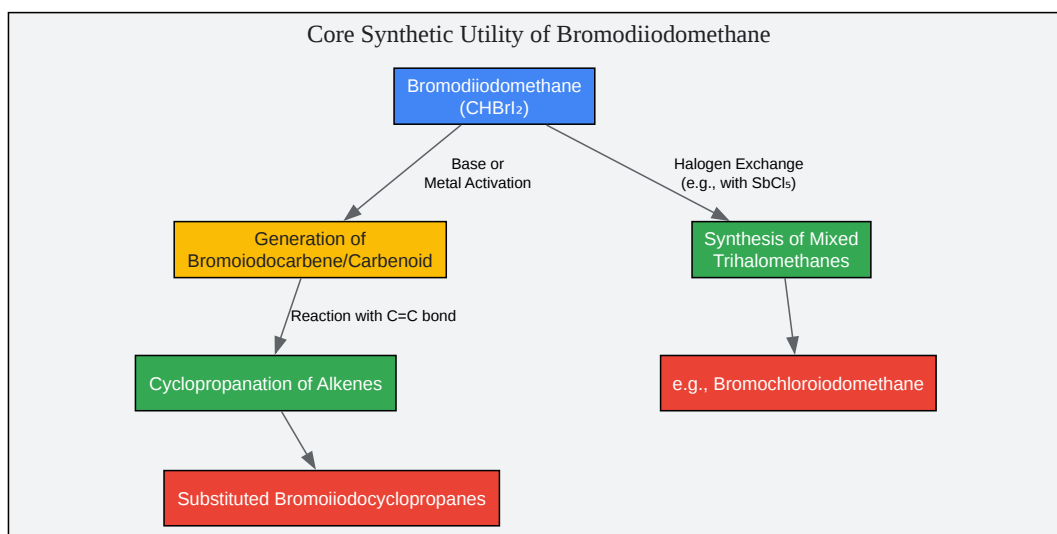 Core Synthetic Utility of Bromodiiodomethane
Bromodiiodomethane
(CHBrI₂)
Base or
Metal Activation
Halogen Exchange
(e.g., with SbCl₅)
Generation of
Bromoiodocarbene/Carbenoid
Synthesis of Mixed
Trihalomethanes
Reaction with C=C bond
Cyclopropanation of Alkenes
e.g., Bromochloroiodomethane
Substituted Bromoiiodocyclopropanes